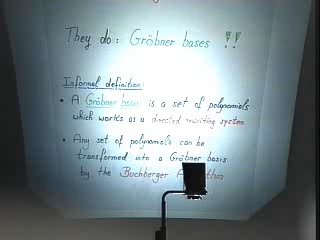 They do: Gröbner bases !!
Informal definition
• A Gröbner basis is a set of polynomials
which works as a directed rewriting system
• Any set of polynomials can be
transformed into a Gröbner basis
by the Buchberger Algorithm